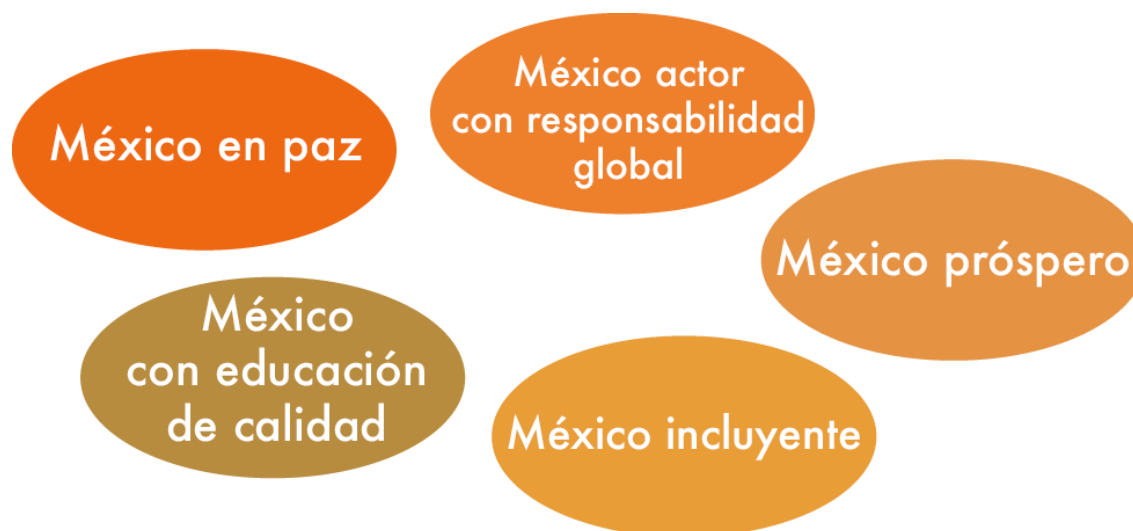 México en paz
México actor
con responsabilidad
global
México próspero
México
con educación
de calidad
México incluyente